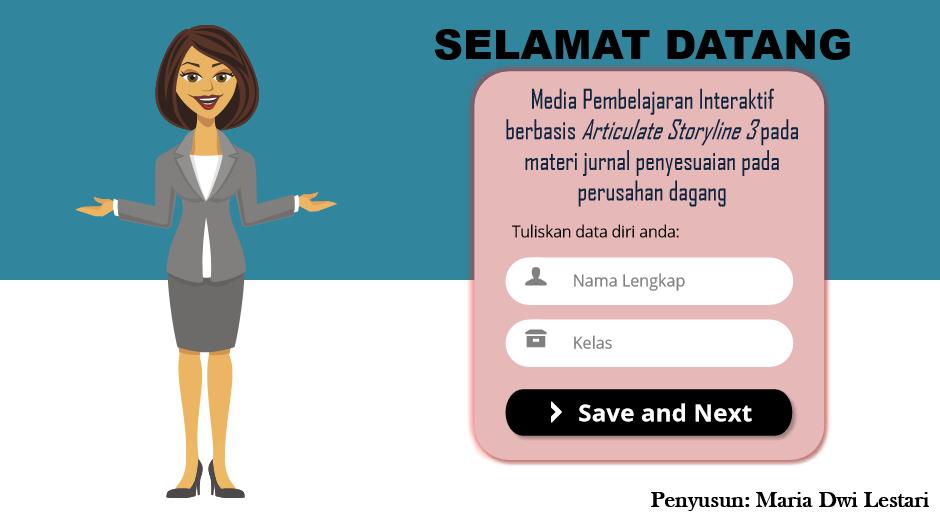 SELAMAT DATANG
Media Pembelajaran Interaktif
berbasis Articulate Storyline 3 pada
materi jurnal penyesuaian pada
perusahan dagang
Tuliskan data diri anda:
Nama Lengkap
Kelas
Save and Next
Penyusun: Maria Dwi Lestari